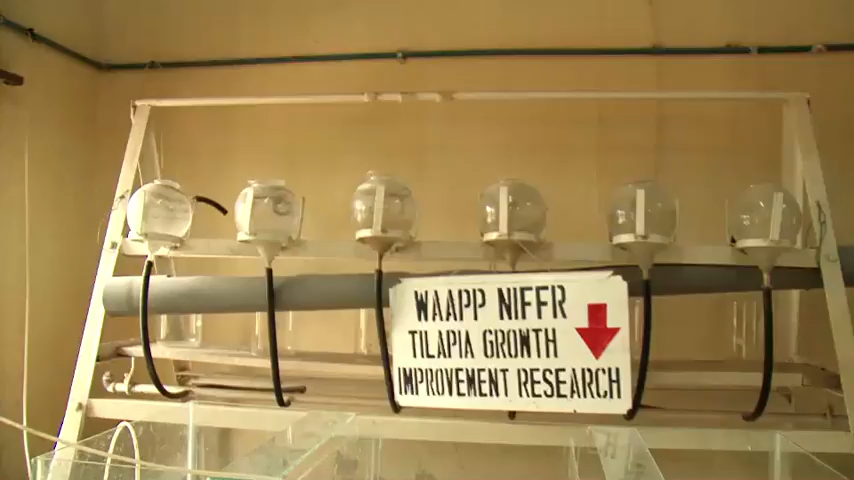 WAAPP NIFFR
TILAPIA GROWTH
IMPROVEMENT RESEARCH